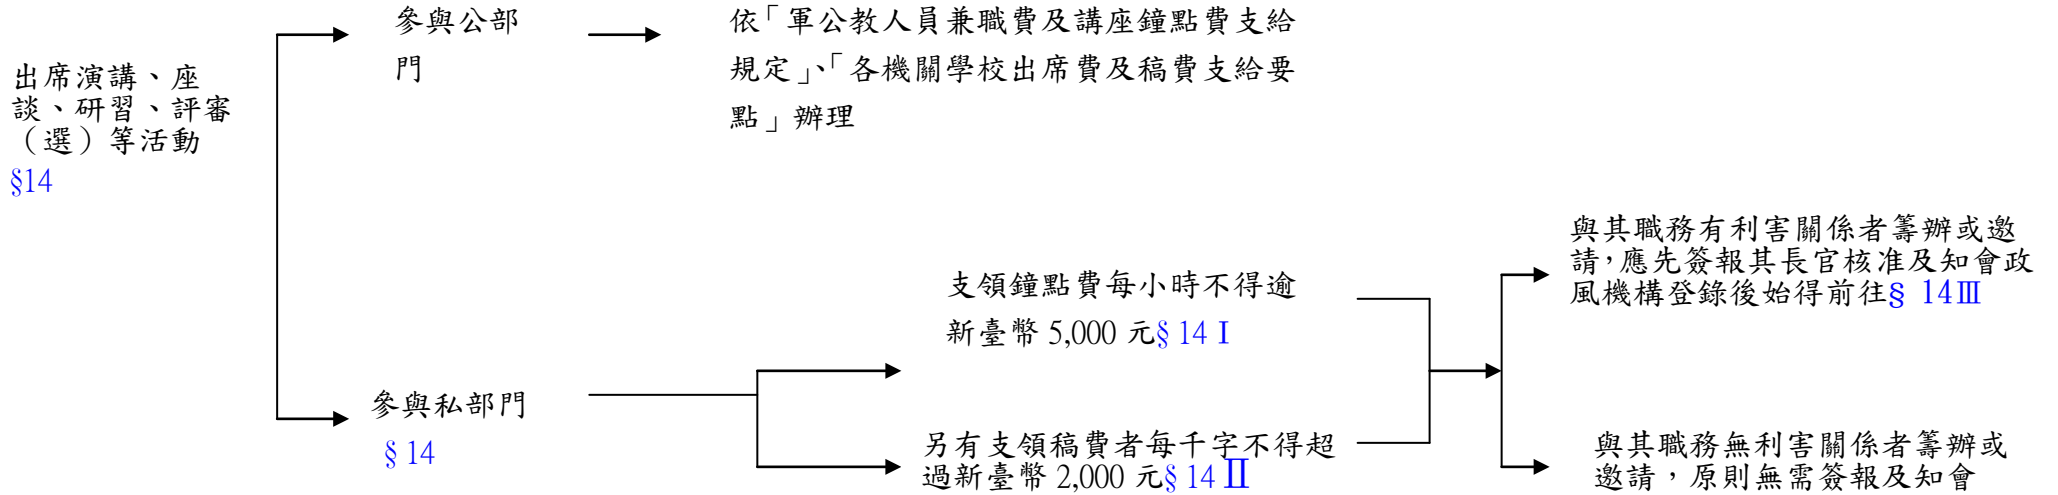 出席演講、座
談、研習、評審
（選）等活動
§14
參與公部
門
依「軍公教人員兼職費及講座鐘點費支給
規定」、「各機關學校出席費及稿費支給要
點」辦理
參與私部門
§ 14
支領鐘點費每小時不得逾
新臺幣 5,000 元§ 14 I
另有支領稿費者每千字不得超
過新臺幣 2,000 元§ 14 Ⅱ
與其職務有利害關係者籌辦或邀
請，應先簽報其長官核准及知會政
風機構登錄後始得前往§ 14Ⅲ
與其職務無利害關係者籌辦或
邀請，原則無需簽報及知會